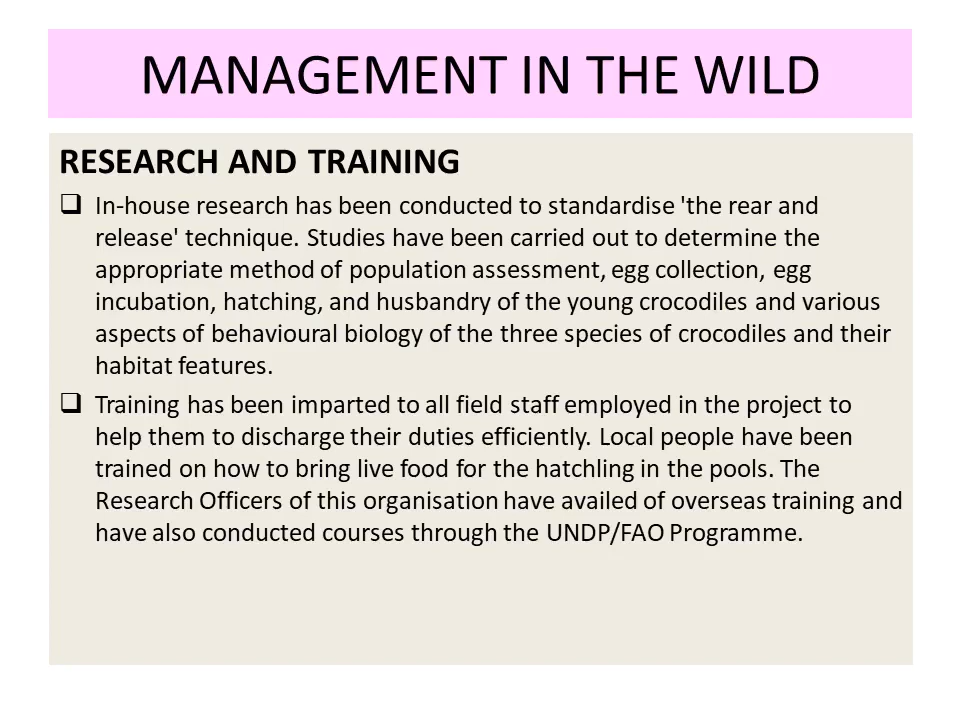 MANAGEMENT IN THE WILD
RESEARCH AND TRAINING
In-house research has been conducted to standardise 'the rear and
release' technique. Studies have been carried out to determine the
appropriate method of population assessment, egg collection, egg
incubation, hatching, and husbandry of the young crocodiles and various
aspects of behavioural biology of the three species of crocodiles and their
habitat features.
Training has been imparted to all field staff employed in the project to
help them to discharge their duties efficiently. Local people have been
trained on how to bring live food for the hatchling in the pools. The
Research Officers of this organisation have availed of overseas training and
have also conducted courses through the UNDP/FAO Programme.